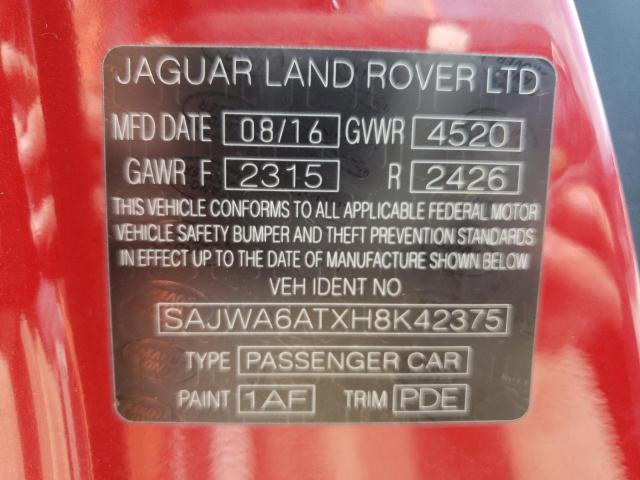 JAGUAR LAND ROVER LTD
MFD DATE 08/16 GVWR 4520
GAWR F 2315 R 2426
THIS VEHICLE CONFORMS TO ALL APPLICABLE FEDERAL MOTOR
VEHICLE SAFETY BUMPER AND THEFT PREVENTION STANDARDS
IN EFFECT UP TO THE DATE OF MANUFACTURE SHOWN BELOW
VEH IDENT NO
SAJWA6ATXH8K42375
TYPE PASSENGER CAR
PAINT 1AF TRIM PDE